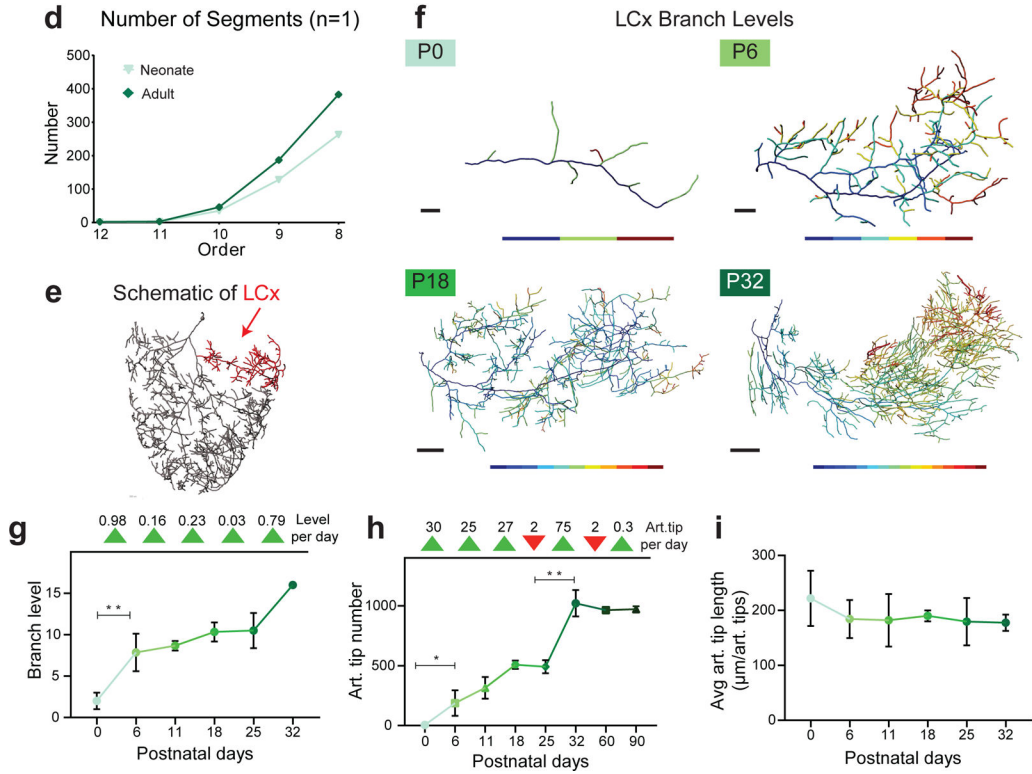 d Number of Segments (n=1)
500
400
300
200
100
0
Number
Neonate
Adult
12 11 10 9 8
Order
e Schematic of LCx
f LCx Branch Levels
P0
P6
P18
P32
g
0.98 0.16 0.23 0.03 0.79 Level
per day
Branch level
15
10
5
0
0 6 11 18 25 32
Postnatal days
* *
h
30 25 27 2 75 2 0.3 Art.tip
per day
Art. tip number
1000
500
0
0 6 11 18 25 32 60 90
Postnatal days
*
* *
i
Avg art. tip length
(μm/art. tips)
300
200
100
0
0 6 11 18 25 32
Postnatal days